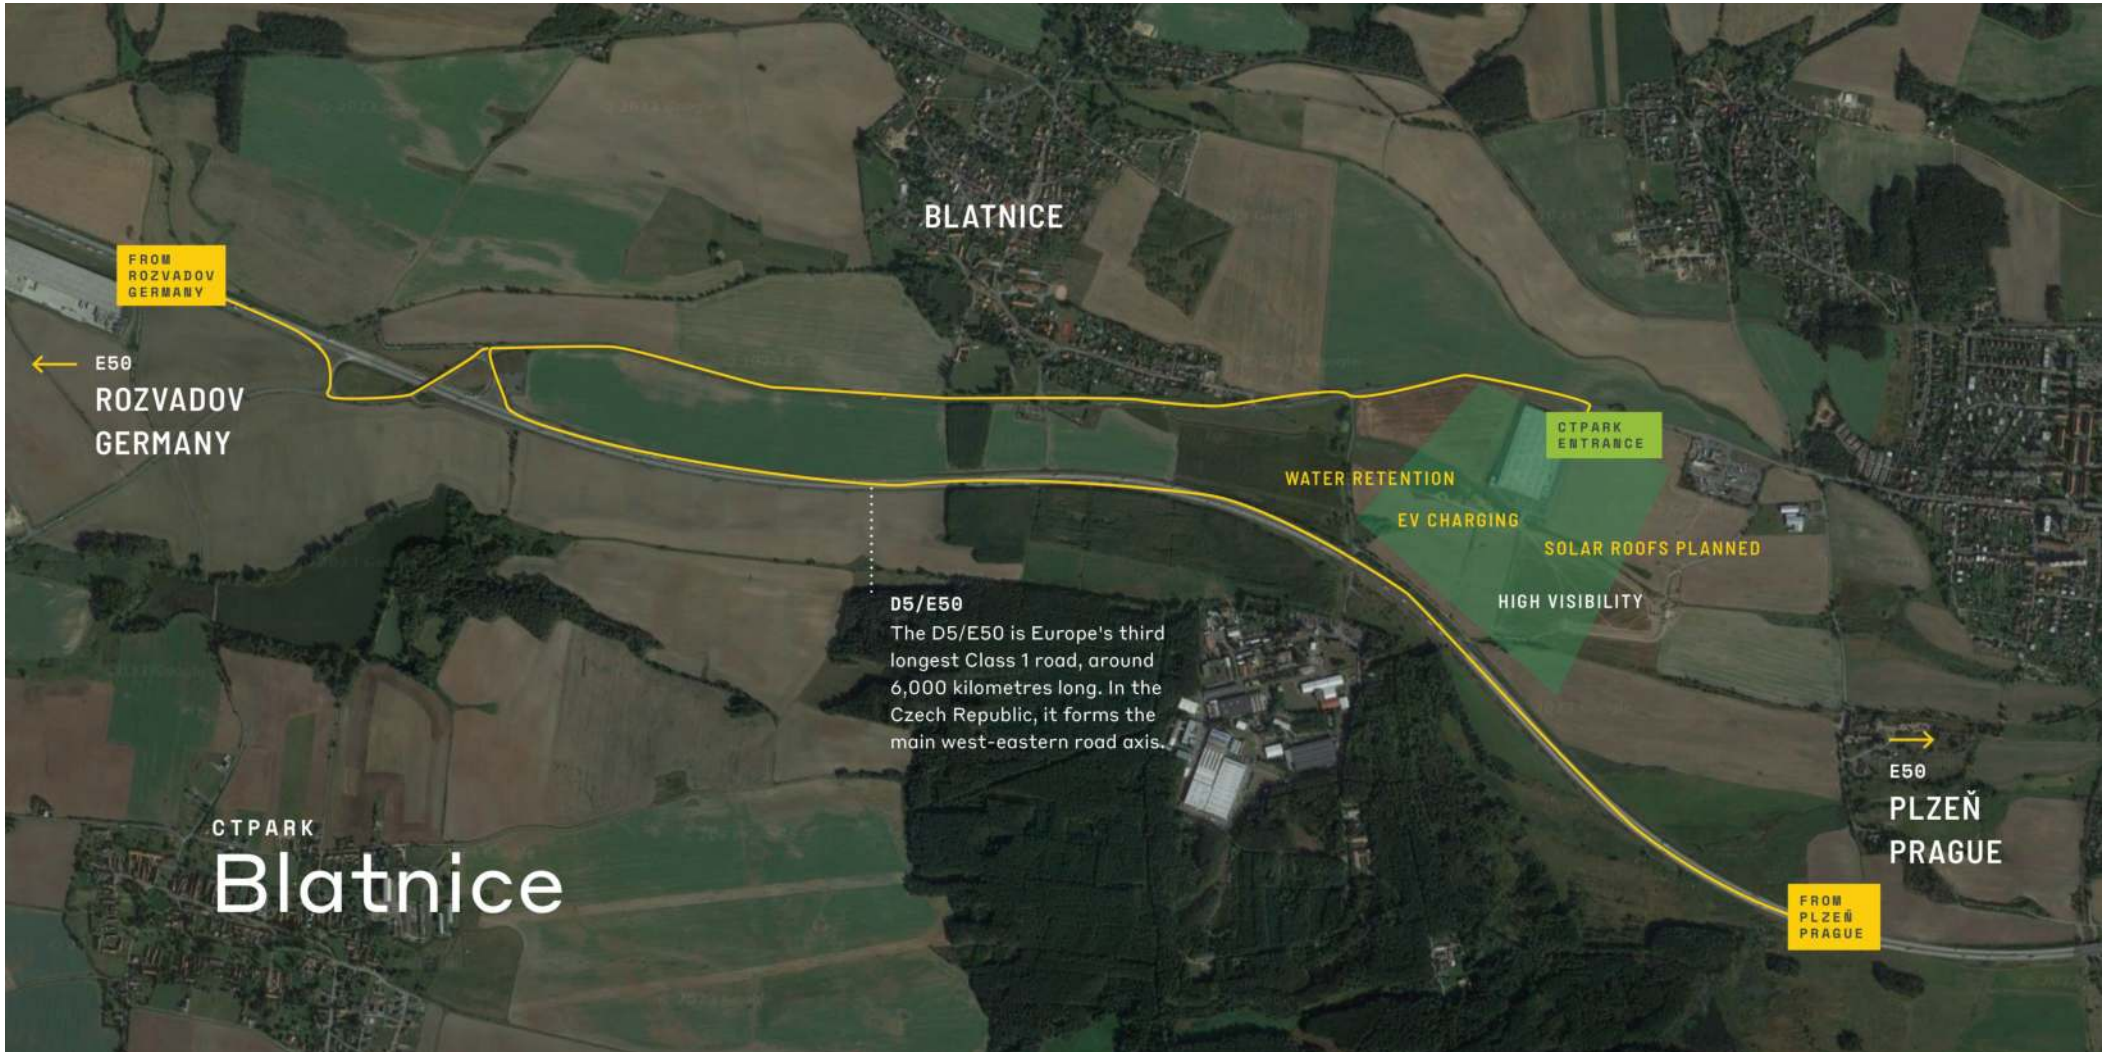 BLATNICE
FROM
ROZVADOV
GERMANY
E50
ROZVADOV
GERMANY
CTPARK
ENTRANCE
WATER RETENTION
EV CHARGING
SOLAR ROOFS PLANNED
HIGH VISIBILITY
D5/E50
The D5/E50 is Europe's third
longest Class 1 road, around
6,000 kilometres long. In the
Czech Republic, it forms the
main west-eastern road axis.
E50
PLZEŇ
PRAGUE
CTPARK
Blatnice
FROM
PLZEŇ
PRAGUE